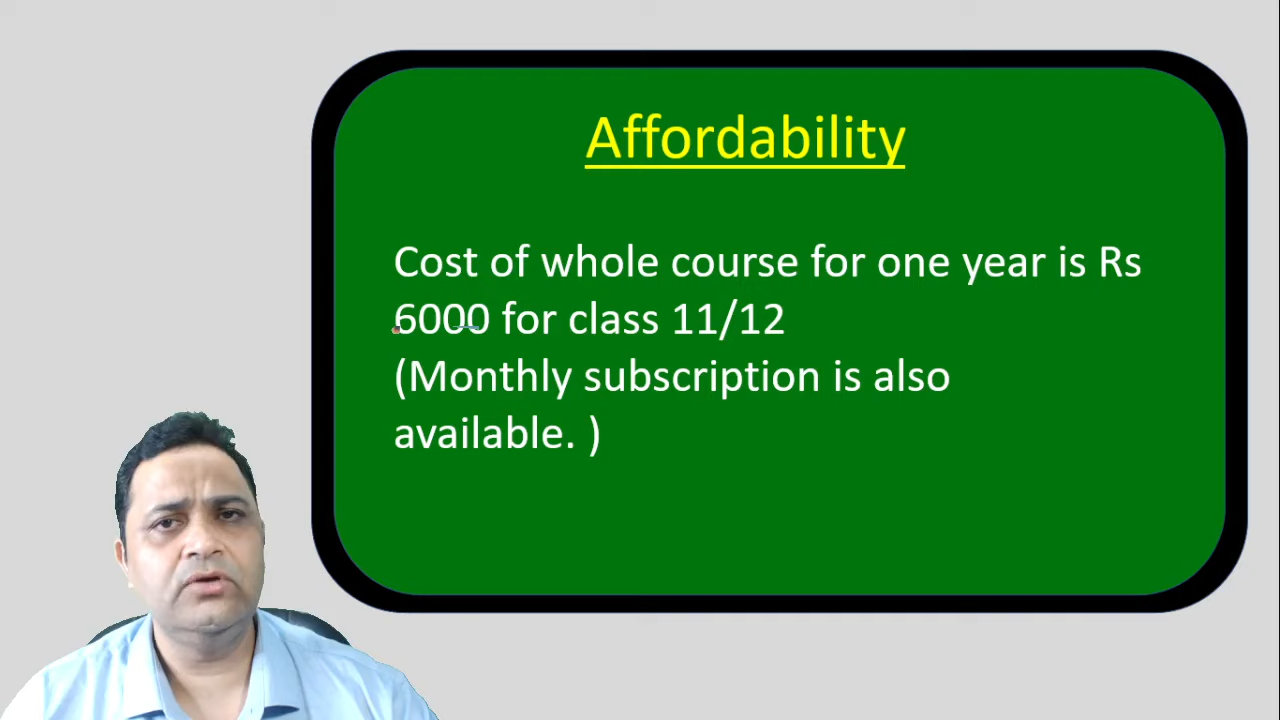 Affordability
Cost of whole course for one year is Rs
6000 for class 11/12
(Monthly subscription is also
available. )